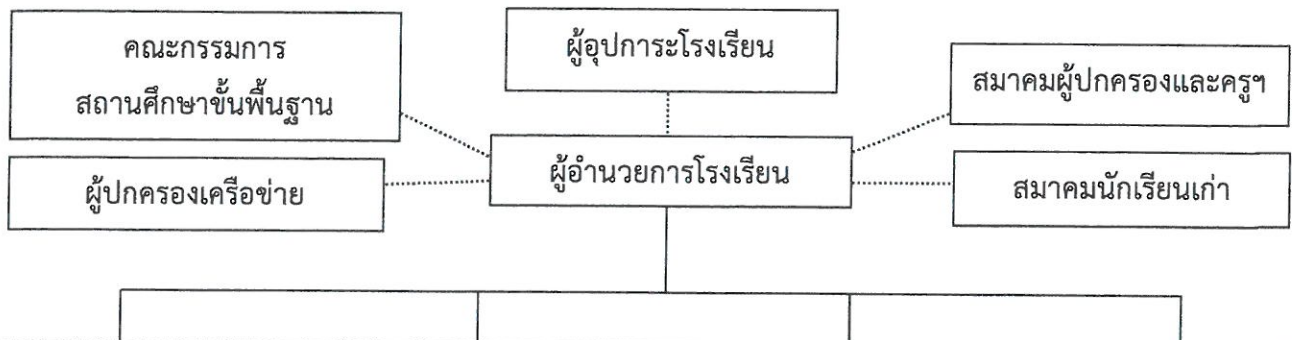 คณะกรรมการ
สถานศึกษาขั้นพื้นฐาน
ผู้อุปการะโรงเรียน
สมาคมผู้ปกครองและครูฯ
ผู้ปกครองเครือข่าย
ผู้อำนวยการโรงเรียน
สมาคมนักเรียนเก่า